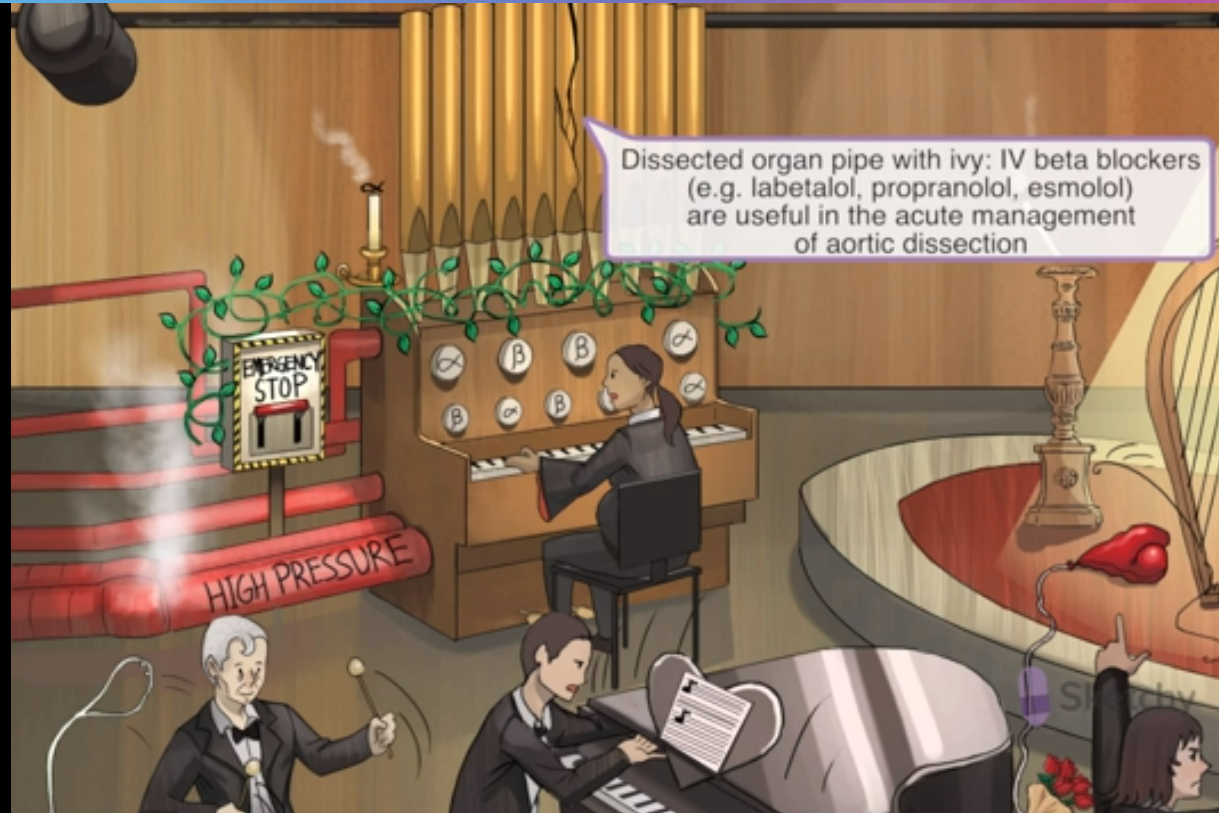 Dissected organ pipe with ivy: IV beta blockers
(e.g. labetalol, propranolol, esmolol)
are useful in the acute management
of aortic dissection
α
α β β α
β α β α
EMERGENCY
STOP
HIGH PRESSURE
Sketchy